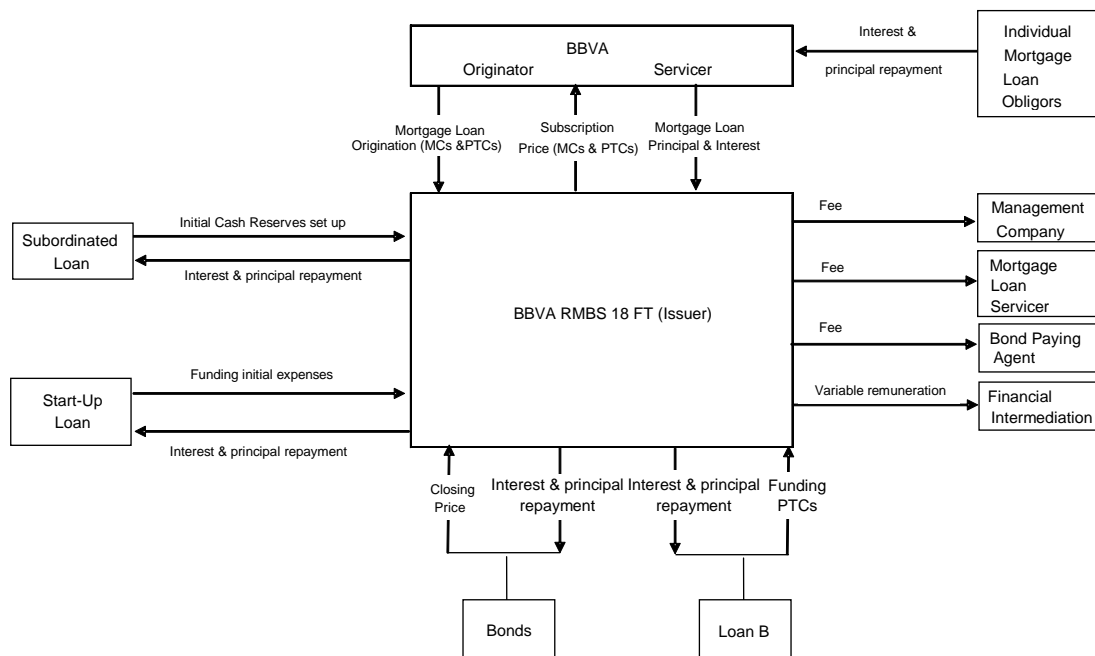 BBVA
Originator Servicer
Interest &
principal repayment
Individual
Mortgage
Loan
Obligors
Mortgage Loan
Origination (MCs &PTCs)
Subscription
Price (MCs & PTCs)
Mortgage Loan
Principal & Interest
Initial Cash Reserves set up
Subordinated
Loan
Interest & principal repayment
BBVA RMBS 18 FT (Issuer)
Fee
Management
Company
Fee
Mortgage
Loan
Servicer
Fee
Bond Paying
Agent
Variable remuneration
Financial
Intermediation
Funding initial expenses
Start-Up
Loan
Interest & principal repayment
Closing
Price
Interest & principal
repayment
Interest & principal
repayment
Funding
PTCs
Bonds
Loan B